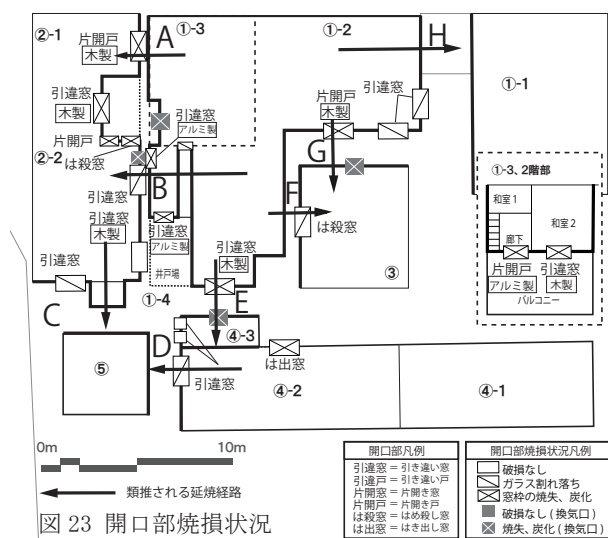 ②-1
片開戸
木製
A
①-3
①-2
H
①-1
引違窓
木製
引違窓
アルミ製
片開戸
木製
引違窓
片開戸
②-2
は殺窓
G
引違窓
B
F
引違窓
木製
引違窓
アルミ製
引違窓
木製
は殺窓
③
①-3、2階部
和室1
和室2
廊下
片開戸
アルミ製
引違窓
木製
バルコニー
引違窓
井戸場
①-4
C
E
④-3
D
は出窓
⑤
引違窓
④-2
④-1
0m
10m
類推される延焼経路
開口部凡例
引違窓=引き違い窓
引違戸=引き違い戸
片開窓=片開き窓
片開戸=片開き戸
は殺窓=はめ殺し窓
は出窓=はき出し窓
開口部焼損状況凡例
破損なし
ガラス割れ落ち
窓枠の焼失、炭化
破損なし(換気口)
焼失、炭化(換気口)
図 23 開口部焼損状況